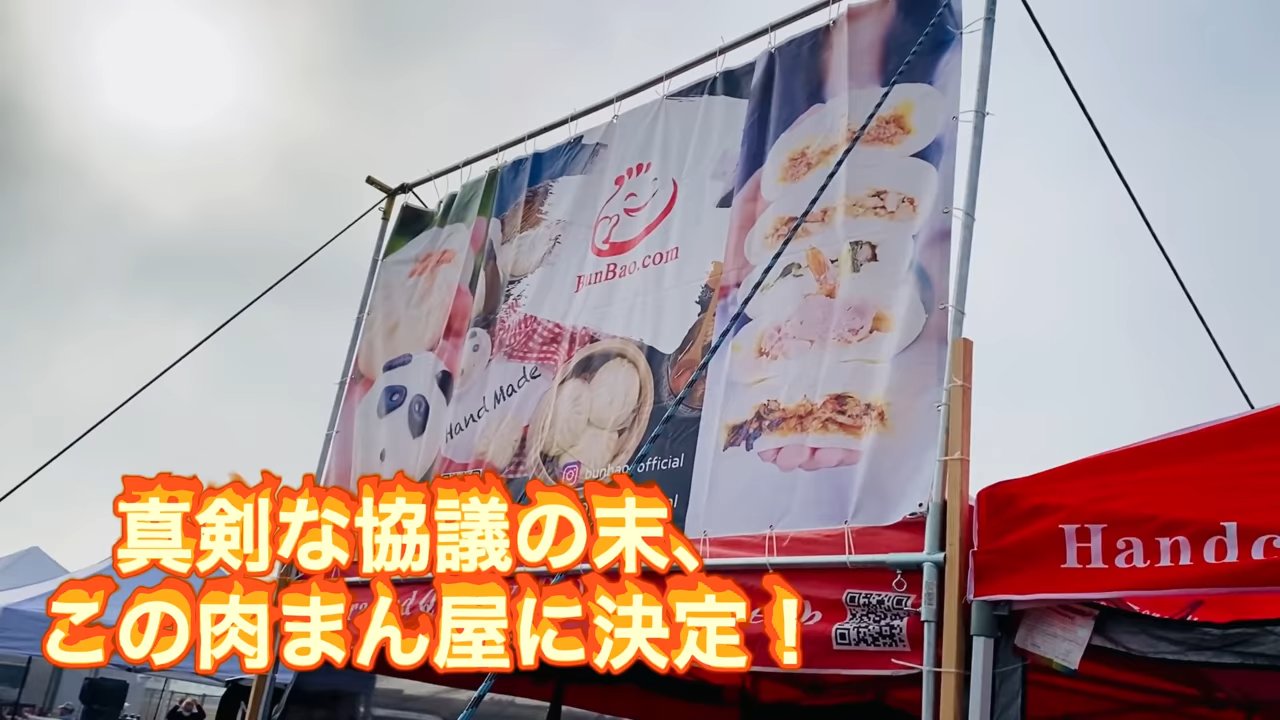 BunBao.com
Hand Made
bunbao_official
Handc
真剣な協議の末、
この肉まん屋に決定！